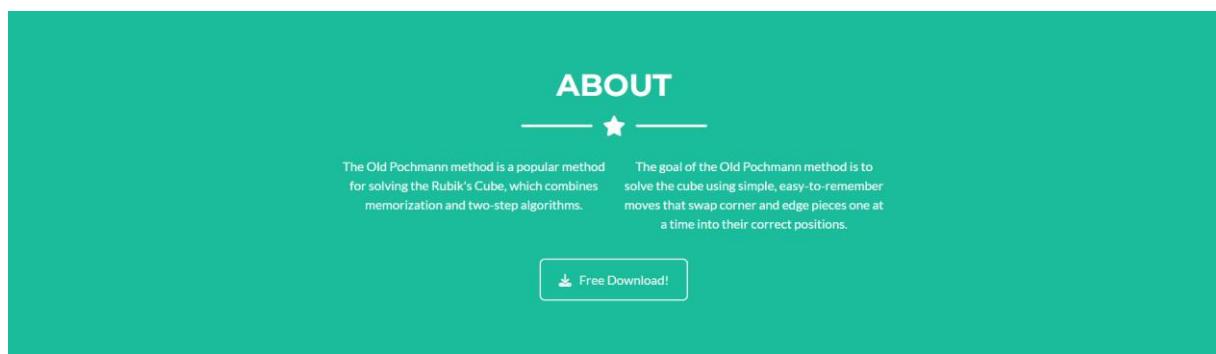 ABOUT
The Old Pochmann method is a popular method
for solving the Rubik's Cube, which combines
memorization and two-step algorithms.
The goal of the Old Pochmann method is to
solve the cube using simple, easy-to-remember
moves that swap corner and edge pieces one at
a time into their correct positions.
Free Download!